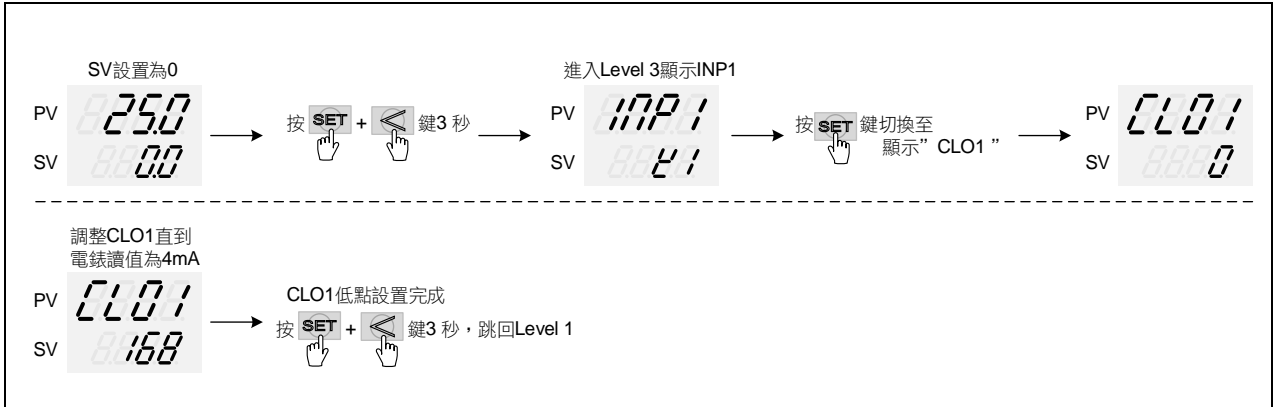 SV設置為0
PV 25.0
SV 0.0
按 SET + < 鍵3 秒
進入Level 3顯示INP1
PV INP1
SV K1
按 SET 鍵切換至
顯示” CLO1 ”
PV CLO1
SV 0
調整CLO1直到
電錶讀值為4mA
PV CLO1
SV 168
CLO1低點設置完成
按 SET + < 鍵3 秒，跳回Level 1